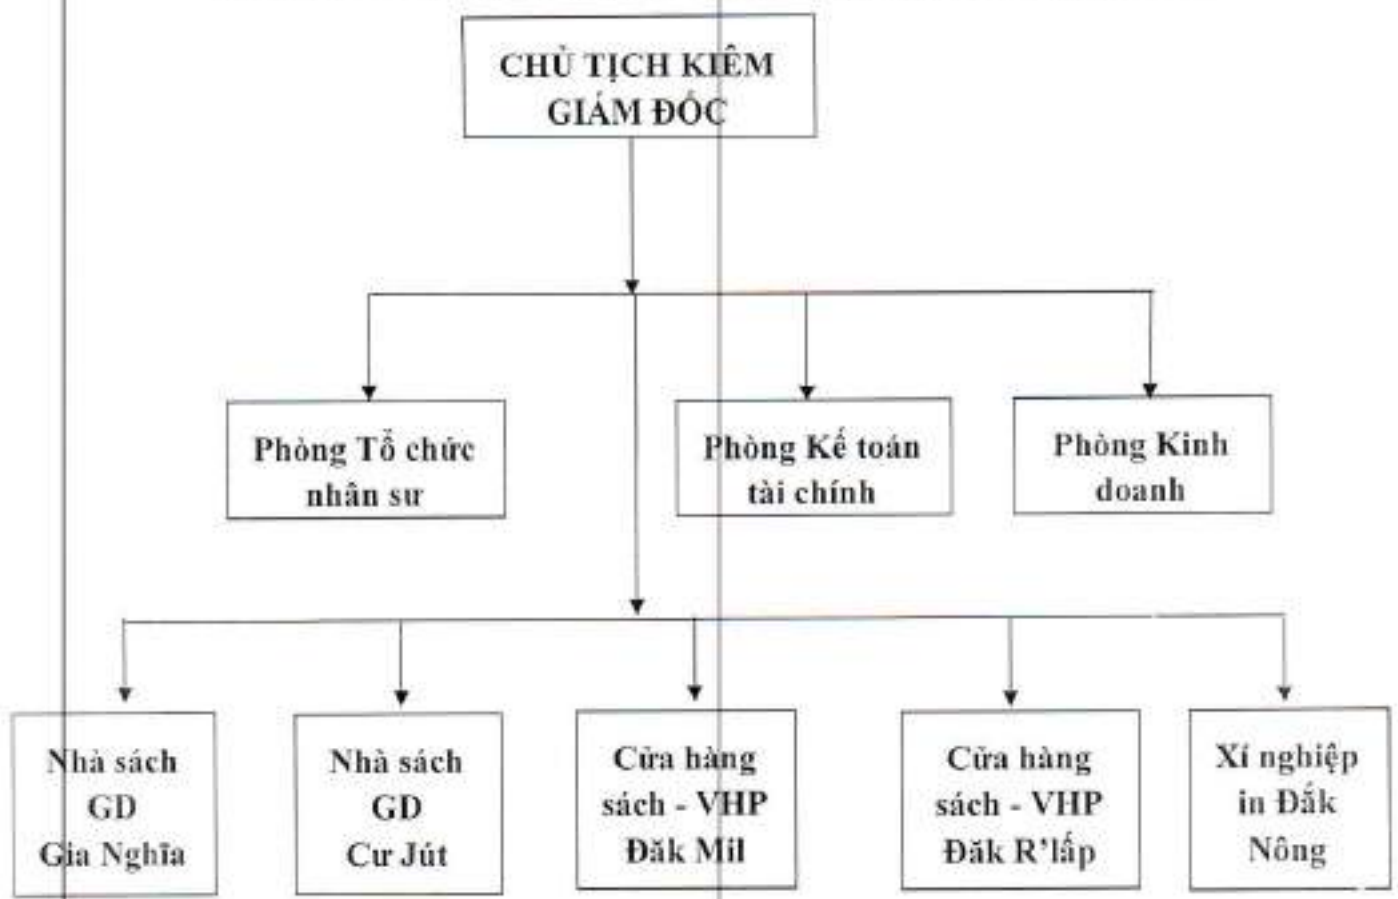 CHỦ TỊCH KIÊM
GIÁM ĐỐC
Phòng Tổ chức
nhân sư
Phòng Kế toán
tài chính
Phòng Kinh
doanh
Nhà sách
GD
Gia Nghĩa
Nhà sách
GD
Cư Jút
Cửa hàng
sách - VHP
Đăk Mil
Cửa hàng
sách - VHP
Đăk R'lấp
Xí nghiệp
in Đắk
Nông